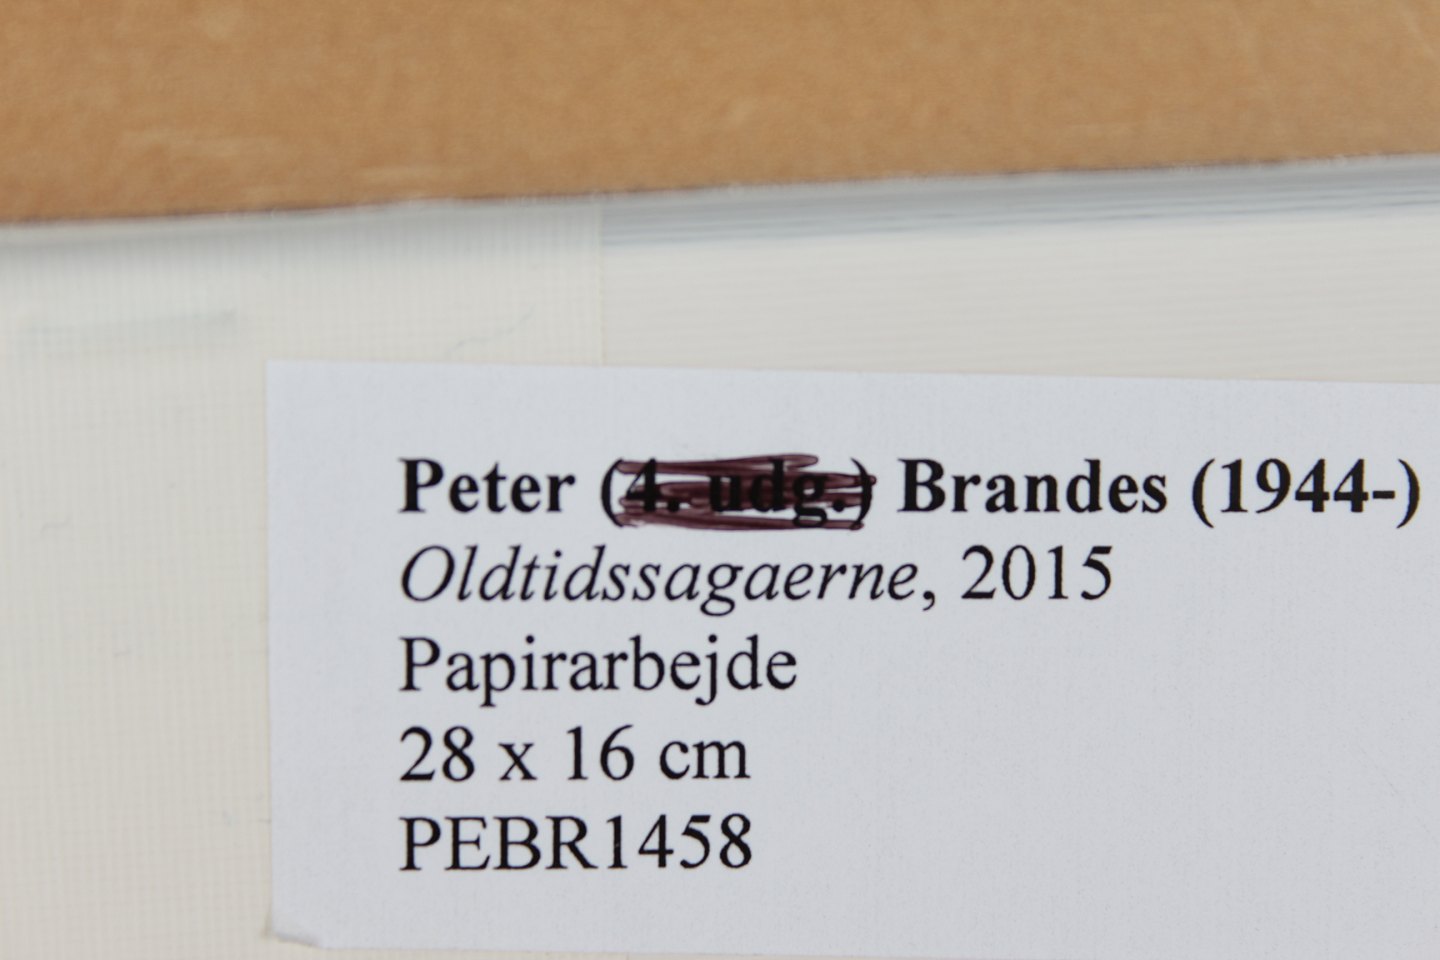 Peter (4. udg.) Brandes (1944-)
Oldtidssagaerne, 2015
Papirarbejde
28 x 16 cm
PEBR1458